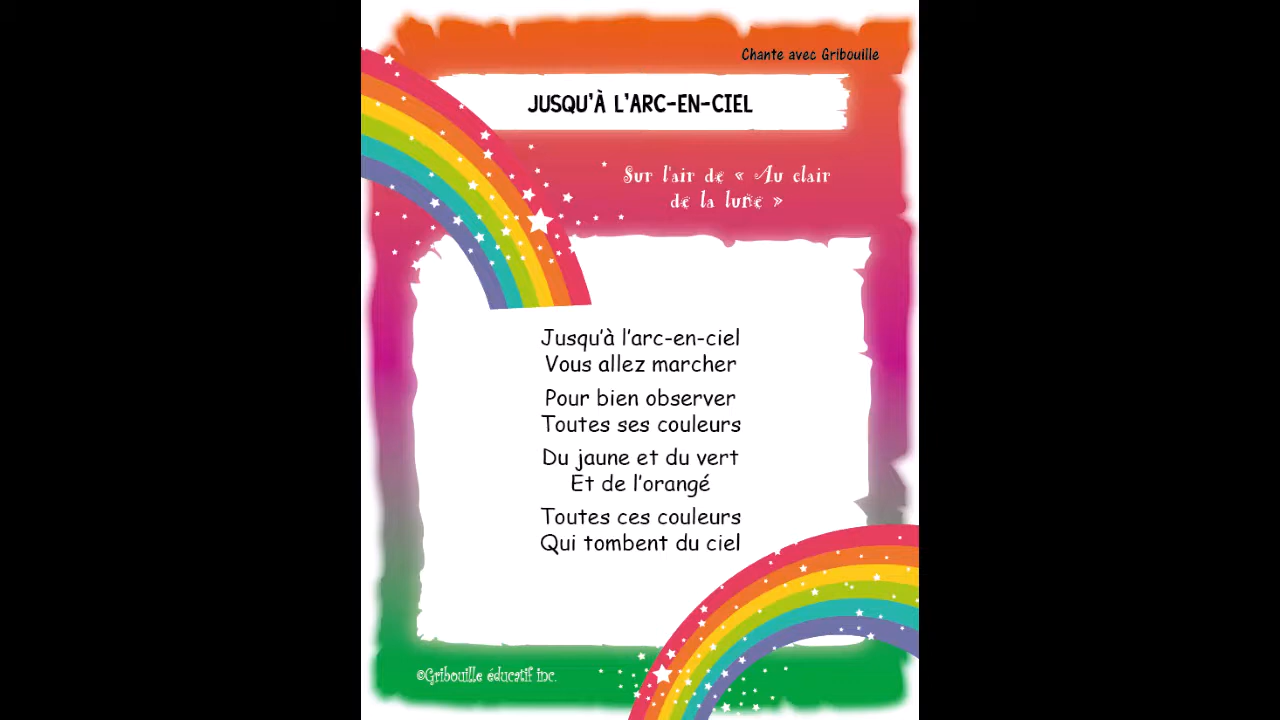 Chante avec Gribouille
JUSQU'À L'ARC-EN-CIEL
Sur l'air de « Au clair
de la lune »
Jusqu'à l'arc-en-ciel
Vous allez marcher
Pour bien observer
Toutes ses couleurs
Du jaune et du vert
Et de l'orangé
Toutes ces couleurs
Qui tombent du ciel
©Gribouille éducatif inc.